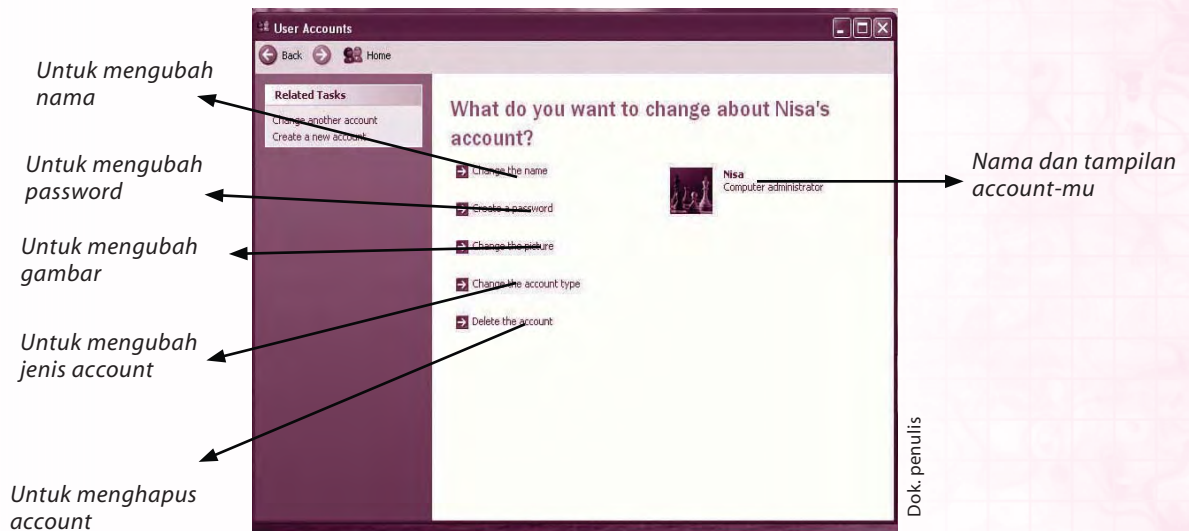 User Accounts
Back
Home
Untuk mengubah
nama
Related Tasks
Change another account
Create a new account
What do you want to change about Nisa's
account?
Untuk mengubah
password
Change the name
Nisa
Computer administrator
Nama dan tampilan
account-mu
Create a password
Untuk mengubah
gambar
Change the picture
Change the account type
Untuk mengubah
jenis account
Delete the account
Dok. penulis
Untuk menghapus
account